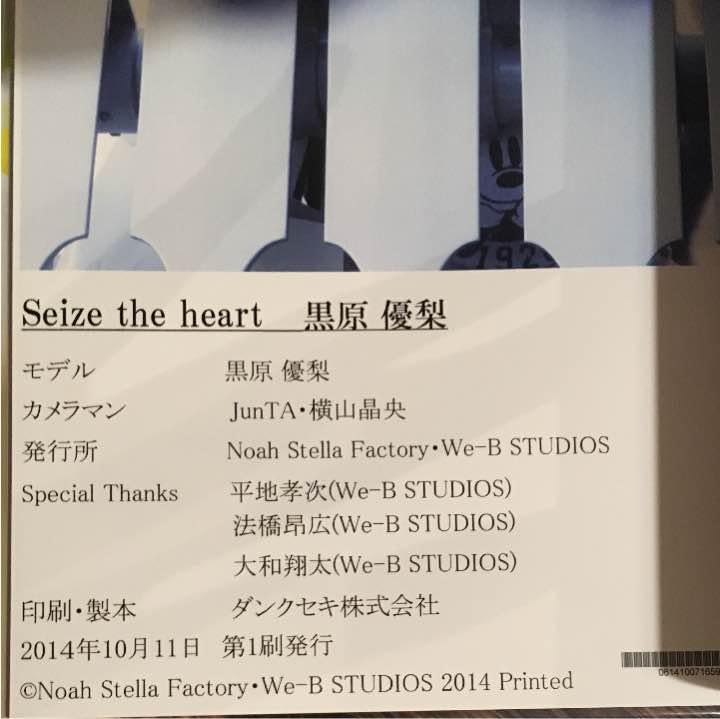 192
Seize the heart 黒原 優梨
モデル 黒原 優梨
カメラマン JunTA・横山晶央
発行所 Noah Stella Factory・We-B STUDIOS
Special Thanks 平地孝次(We-B STUDIOS)
法橋昂広(We-B STUDIOS)
大和翔太(We-B STUDIOS)
印刷・製本 ダンクセキ株式会社
2014年10月11日 第1刷発行
061410071659
©Noah Stella Factory・We-B STUDIOS 2014 Printed